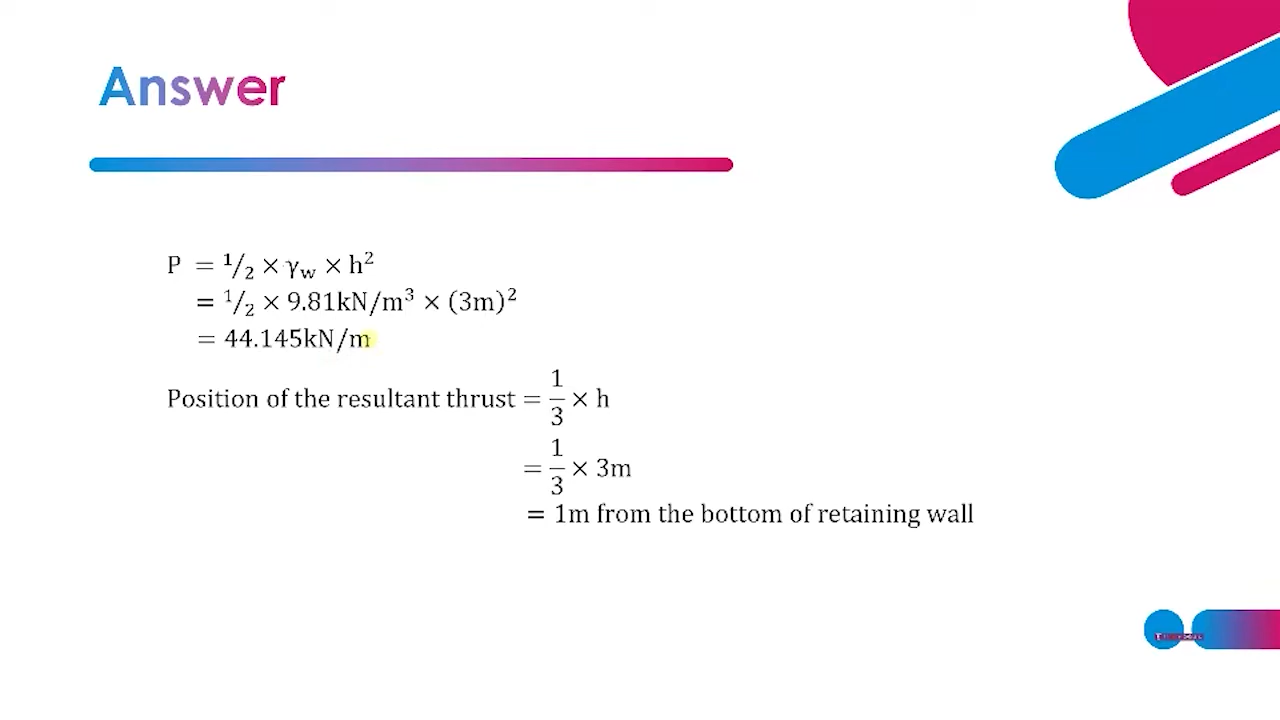 Answer
P = 1/2 × γw × h²
= 1/2 × 9.81kN/m³ × (3m)²
= 44.145kN/m
Position of the resultant thrust = 1/3 × h
= 1/3 × 3m
= 1m from the bottom of retaining wall